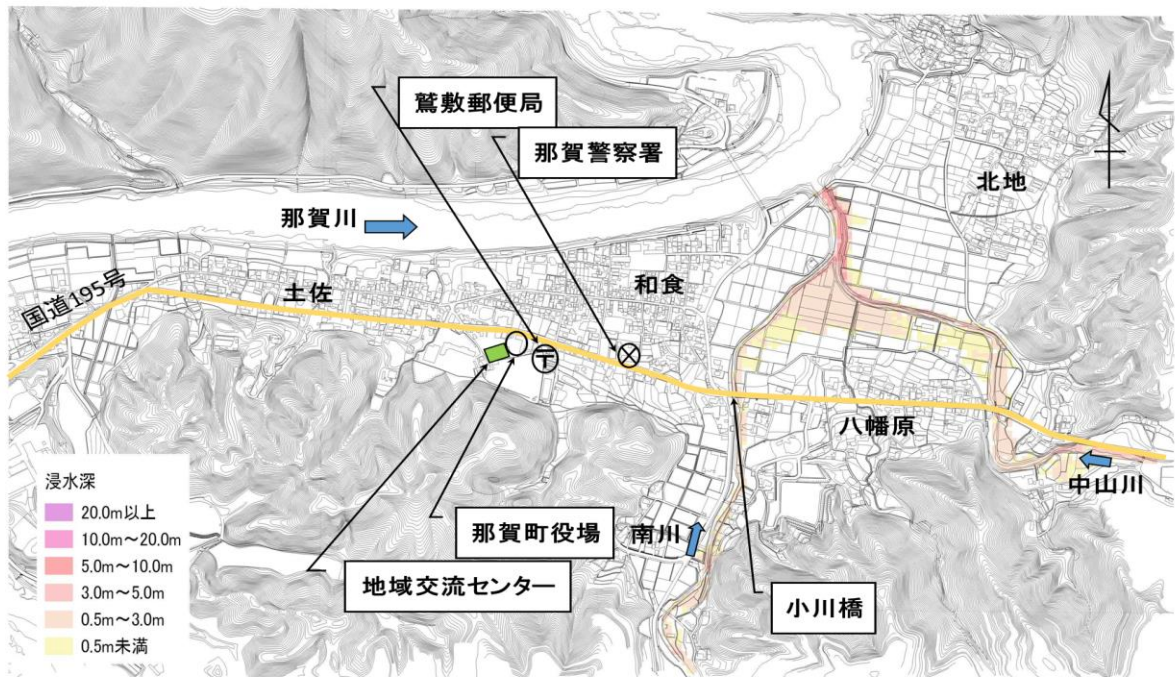 鷲敷郵便局
那賀警察署
北地
那賀川
国道195号
土佐
和食
〒
八幡原
中山川
浸水深
20.0m以上
10.0m～20.0m
5.0m～10.0m
3.0m～5.0m
0.5m～3.0m
0.5m未満
那賀町役場
南川
地域交流センター
小川橋